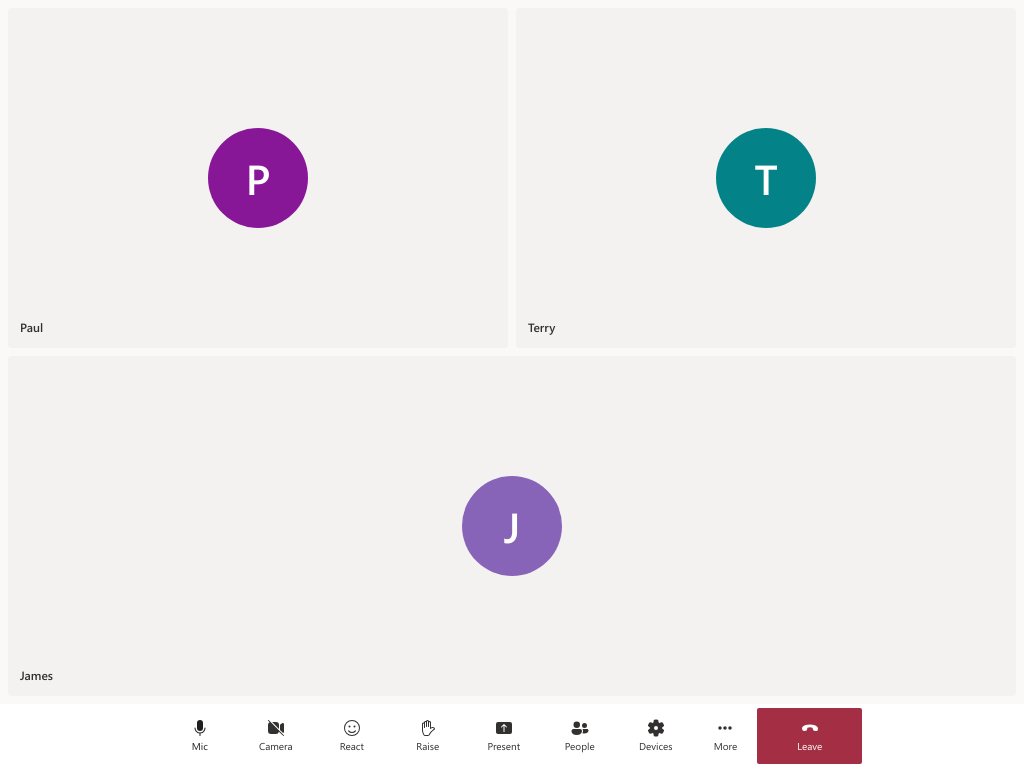 P
Paul
T
Terry
J
James
Mic
Camera
React
Raise
Present
People
Devices
More
Leave